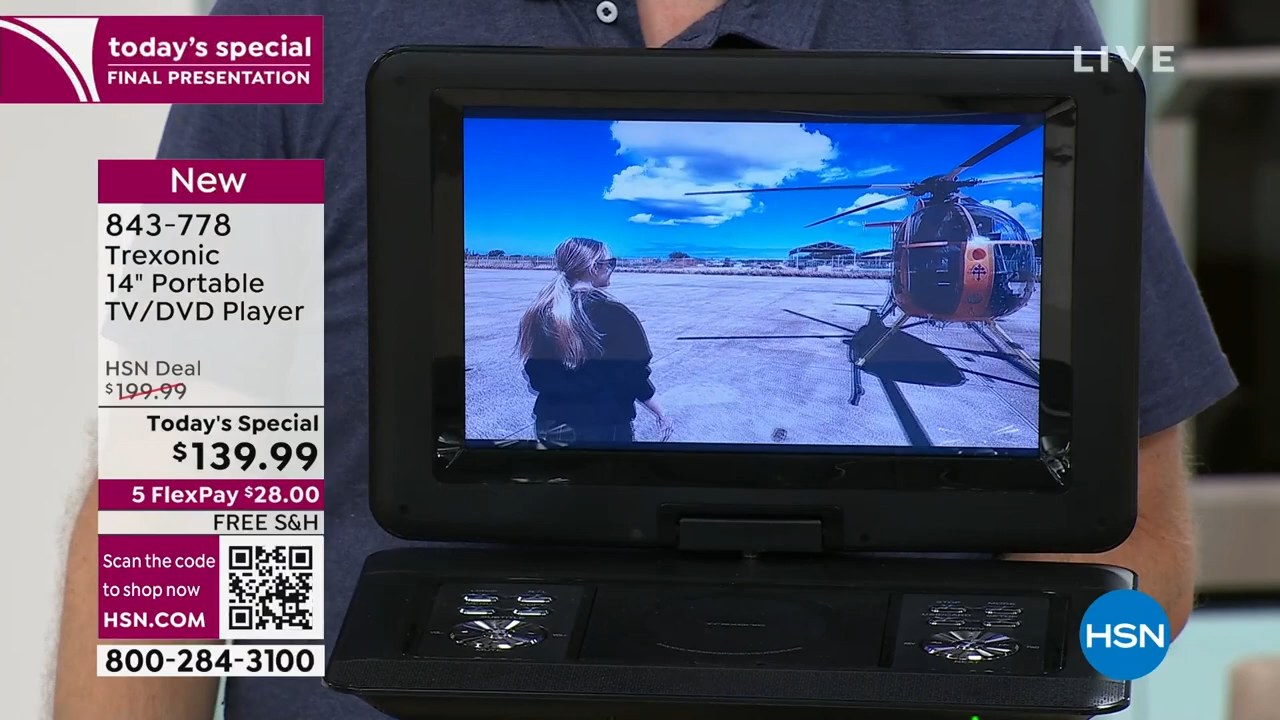 today's special
FINAL PRESENTATION
LIVE
New
843-778
Trexonic
14" Portable
TV/DVD Player
HSN Deal
$199.99
Today's Special
$139.99
5 FlexPay $28.00
FREE S&H
Scan the code
to shop now
HSN.COM
800-284-3100
HSN